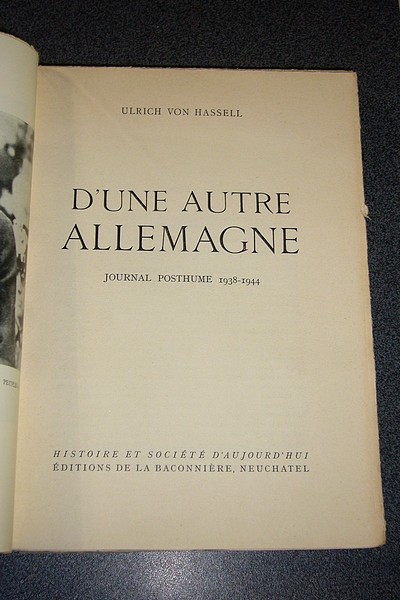 ULRICH VON HASSELL
D'UNE AUTRE
ALLEMAGNE
JOURNAL POSTHUME 1938-1944
HISTOIRE ET SOCIÉTÉ D'AUJOURD'HUI
ÉDITIONS DE LA BACONNIÈRE, NEUCHATEL